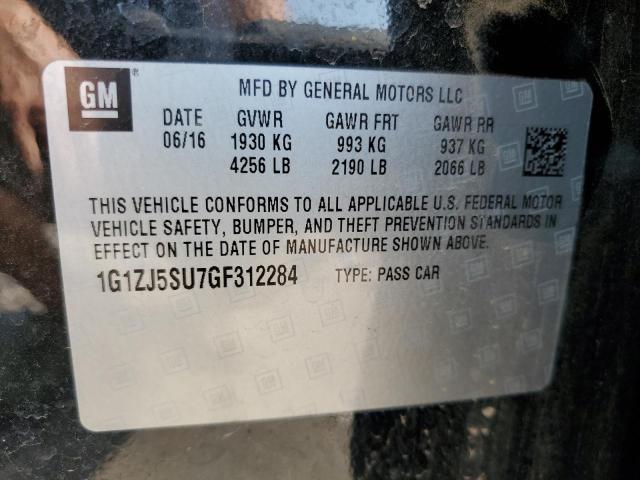 GM
®
MFD BY GENERAL MOTORS LLC
DATE GVWR GAWR FRT GAWR RR
06/16 1930 KG 993 KG 937 KG
4256 LB 2190 LB 2066 LB
THIS VEHICLE CONFORMS TO ALL APPLICABLE U.S. FEDERAL MOTOR
VEHICLE SAFETY, BUMPER, AND THEFT PREVENTION STANDARDS IN
EFFECT ON THE DATE OF MANUFACTURE SHOWN ABOVE.
1G1ZJ5SU7GF312284 TYPE: PASS CAR